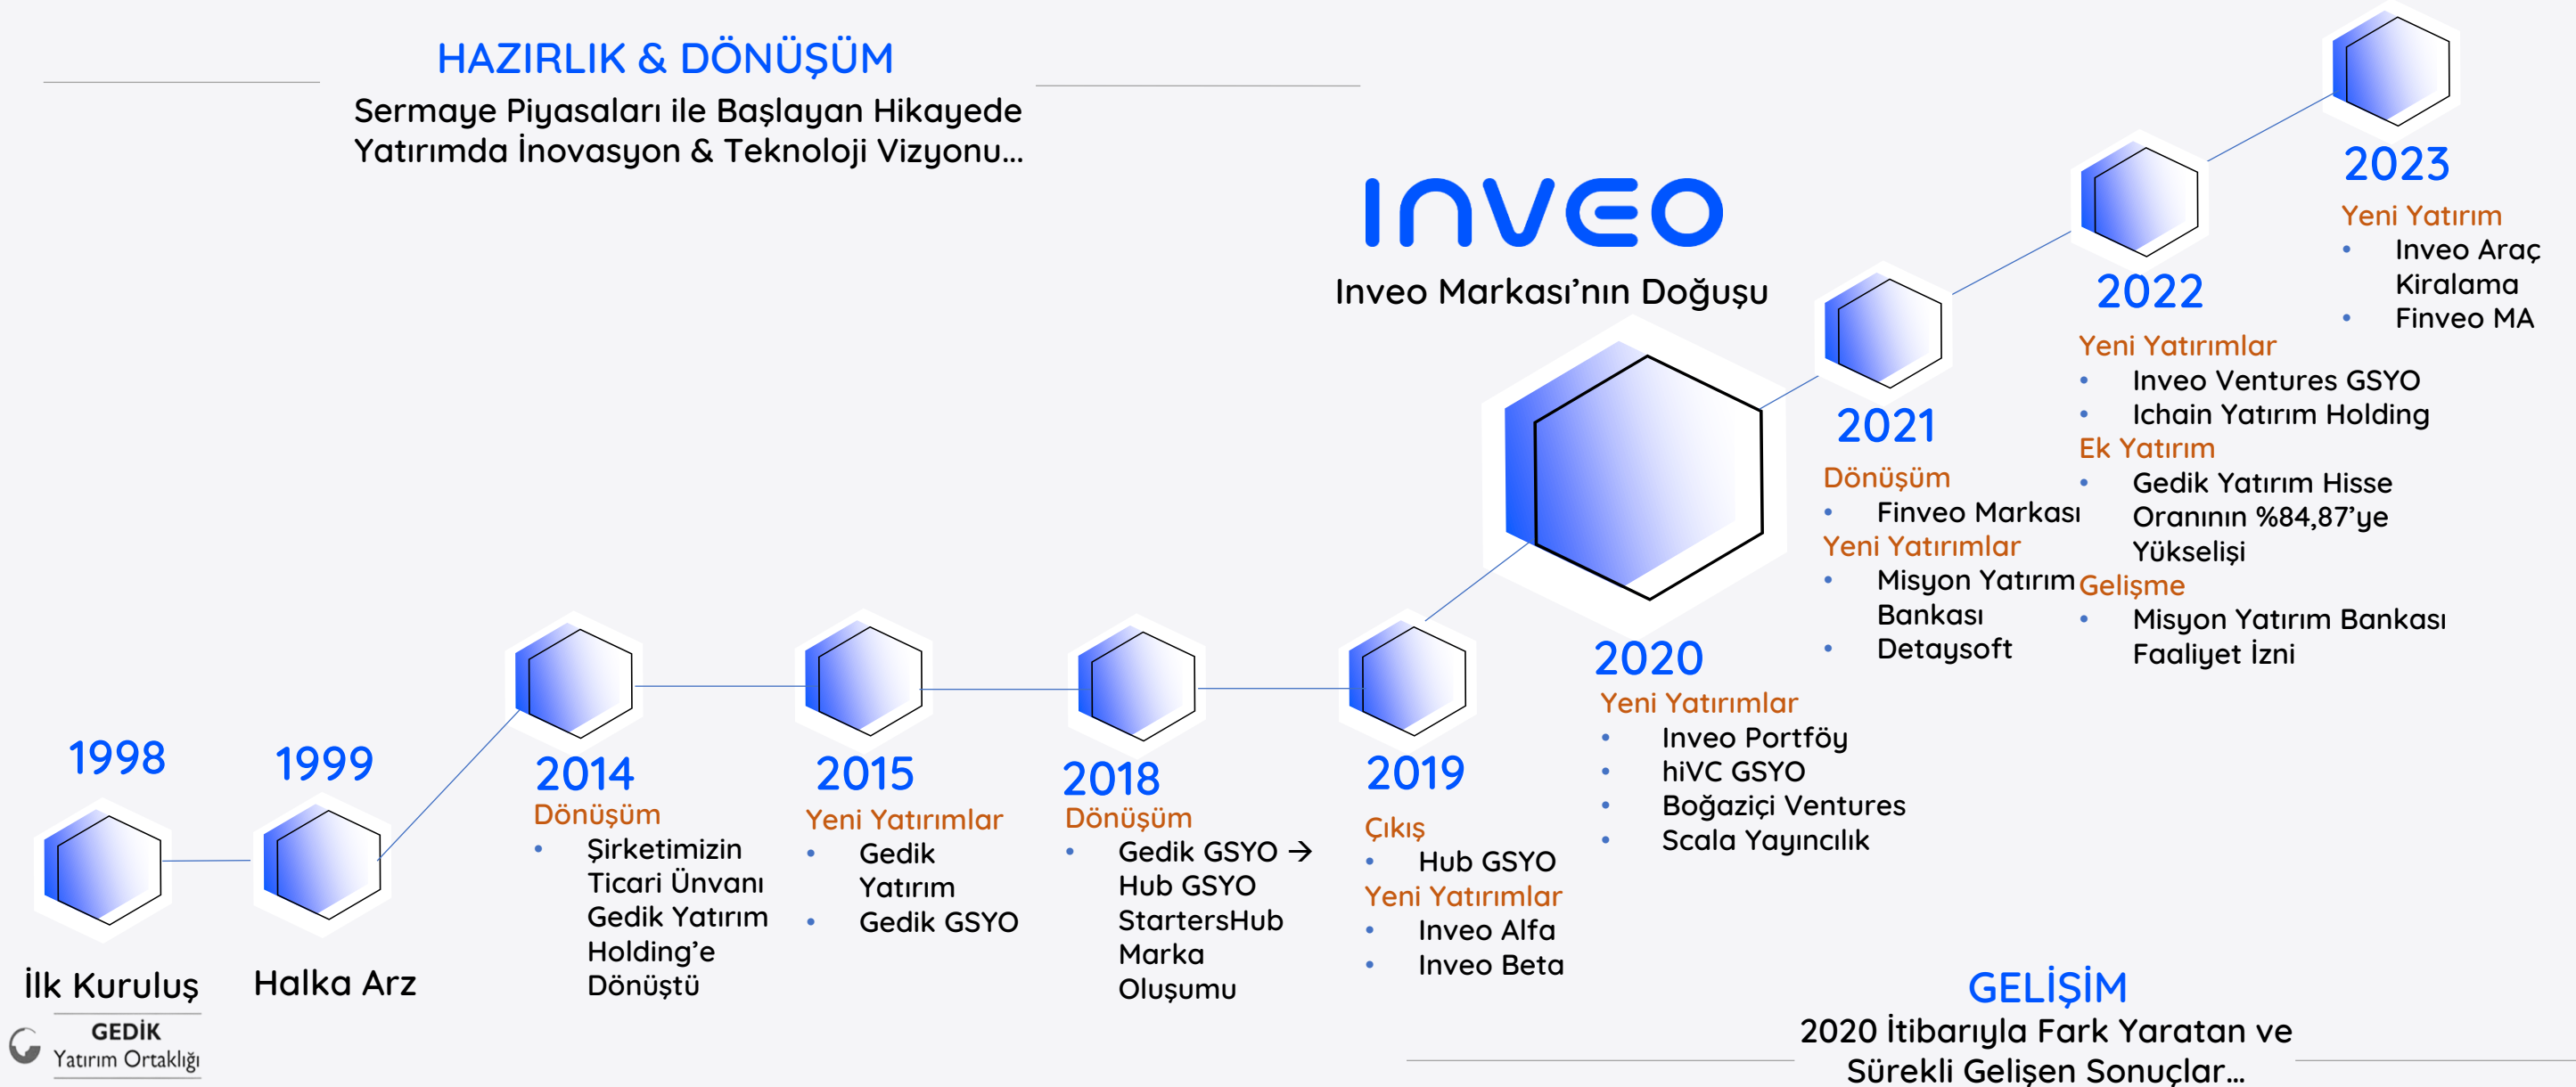 HAZIRLIK & DÖNÜŞÜM
Sermaye Piyasaları ile Başlayan Hikayede
Yatırımda İnovasyon & Teknoloji Vizyonu...
INVEO
Inveo Markası’nın Doğuşu
1998
İlk Kuruluş
GEDİK
Yatırım Ortaklığı
1999
Halka Arz
2014
Dönüşüm
• Şirketimizin
Ticari Ünvanı
Gedik Yatırım
Holding’e
Dönüştü
2015
Yeni Yatırımlar
• Gedik
Yatırım
• Gedik GSYO
2018
Dönüşüm
• Gedik GSYO →
Hub GSYO
StartersHub
Marka
Oluşumu
2019
Çıkış
• Hub GSYO
Yeni Yatırımlar
• Inveo Alfa
• Inveo Beta
2020
Yeni Yatırımlar
• Inveo Portföy
• hiVC GSYO
• Boğaziçi Ventures
• Scala Yayıncılık
2021
Dönüşüm
• Finveo Markası
Yeni Yatırımlar
• Misyon Yatırım
Bankası
• Detaysoft
2022
Yeni Yatırımlar
• Inveo Ventures GSYO
• Ichain Yatırım Holding
Ek Yatırım
• Gedik Yatırım Hisse
Oranının %84,87’ye
Yükselişi
Gelişme
• Misyon Yatırım Bankası
Faaliyet İzni
2023
Yeni Yatırım
• Inveo Araç
Kiralama
• Finveo MA
GELİŞİM
2020 İtibarıyla Fark Yaratan ve
Sürekli Gelişen Sonuçlar...